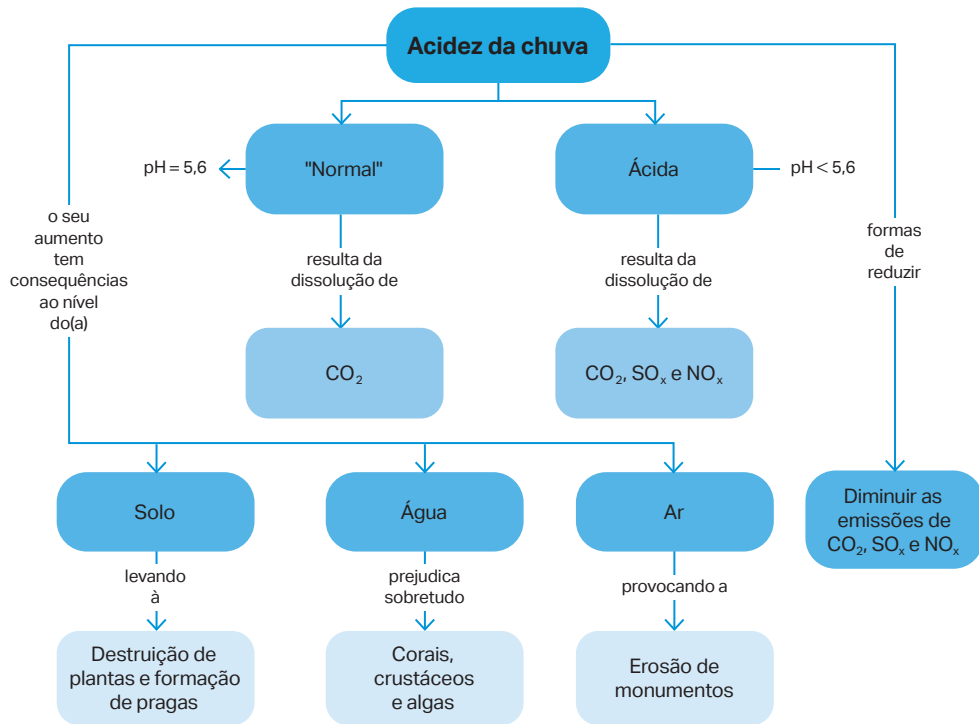 Acidez da chuva
pH = 5,6
"Normal"
Ácida
pH < 5,6
o seu
aumento
tem
consequências
ao nível
do(a)
resulta da
dissolução de
resulta da
dissolução de
formas
de
reduzir
CO₂
CO₂, SOₓ e NOₓ
Solo
Água
Ar
Diminuir as
emissões de
CO₂, SOₓ e NOₓ
levando
à
prejudica
sobretudo
provocando a
Destruição de
plantas e formação
de pragas
Corais,
crustáceos
e algas
Erosão de
monumentos